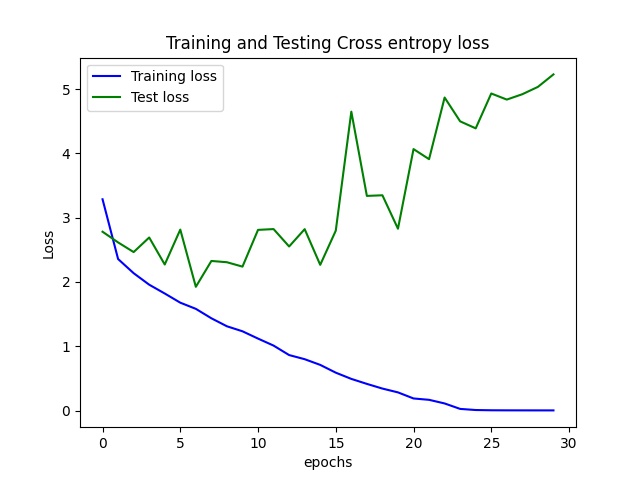 Training and Testing Cross entropy loss
Training loss
Test loss
5
4
3
2
1
0
Loss
0 5 10 15 20 25 30
epochs